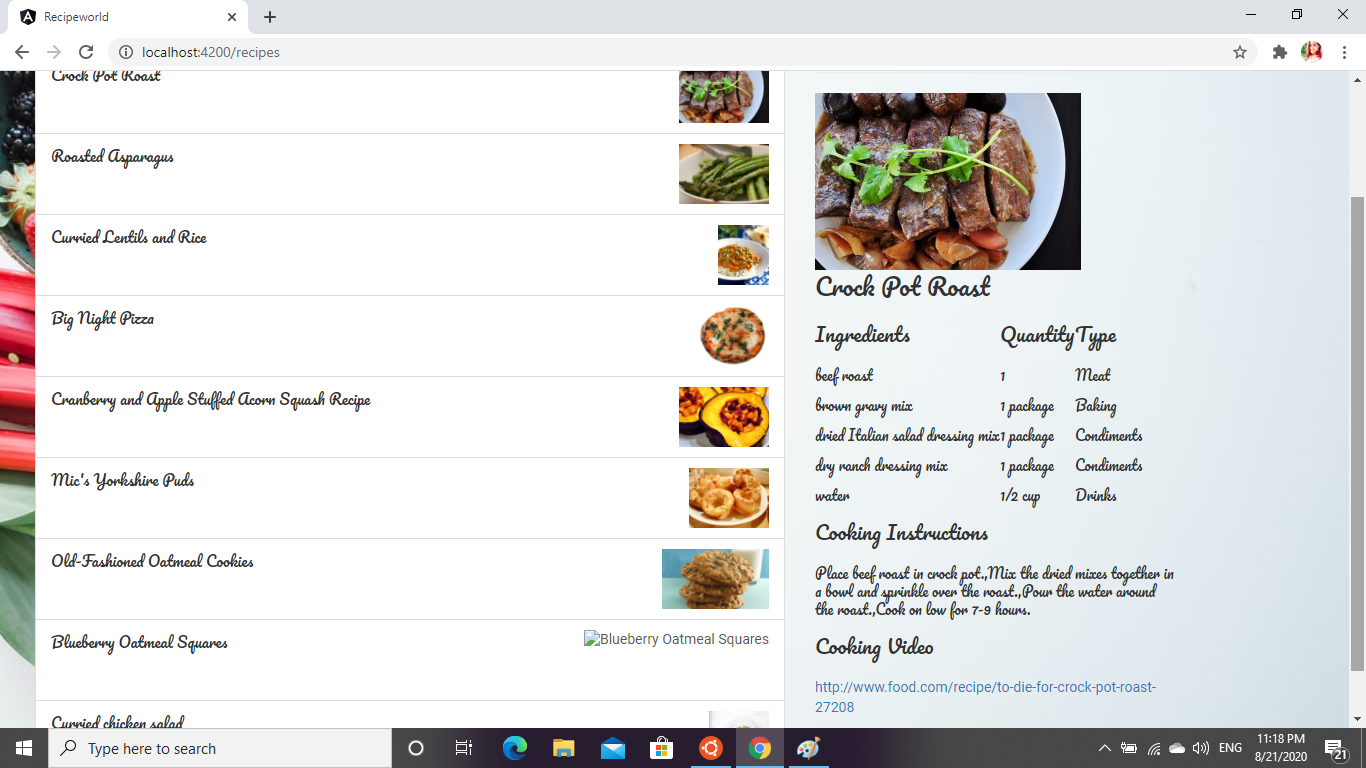 Recipeworld
localhost:4200/recipes
Crock Pot Roast
Roasted Asparagus
Curried Lentils and Rice
Big Night Pizza
Cranberry and Apple Stuffed Acorn Squash Recipe
Mic's Yorkshire Puds
Old-Fashioned Oatmeal Cookies
Blueberry Oatmeal Squares
Blueberry Oatmeal Squares
Curried chicken salad
Crock Pot Roast
Ingredients Quantity Type
beef roast 1 Meat
brown gravy mix 1 package Baking
dried Italian salad dressing mix 1 package Condiments
dry ranch dressing mix 1 package Condiments
water 1/2 cup Drinks
Cooking Instructions
Place beef roast in crock pot.,Mix the dried mixes together in
a bowl and sprinkle over the roast.,Pour the water around
the roast.,Cook on low for 7-9 hours.
Cooking Video
http://www.food.com/recipe/to-die-for-crock-pot-roast-
27208
Type here to search
ENG
11:18 PM
8/21/2020
21